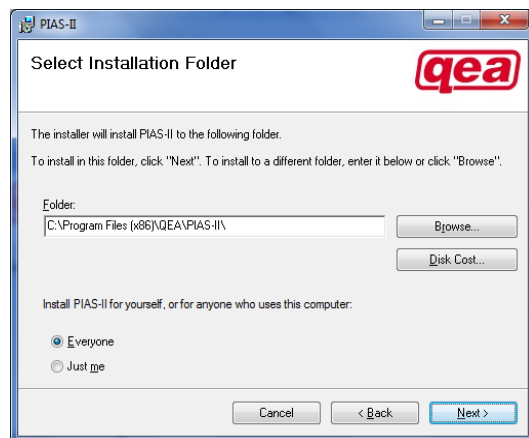 PIAS-II
Select Installation Folder
qea
The installer will install PIAS-II to the following folder.
To install in this folder, click "Next". To install to a different folder, enter it below or click "Browse".
Folder:
C:\Program Files (x86)\QEA\PIAS-II\
Browse...
Disk Cost...
Install PIAS-II for yourself, or for anyone who uses this computer:
Everyone
Just me
Cancel
< Back
Next >